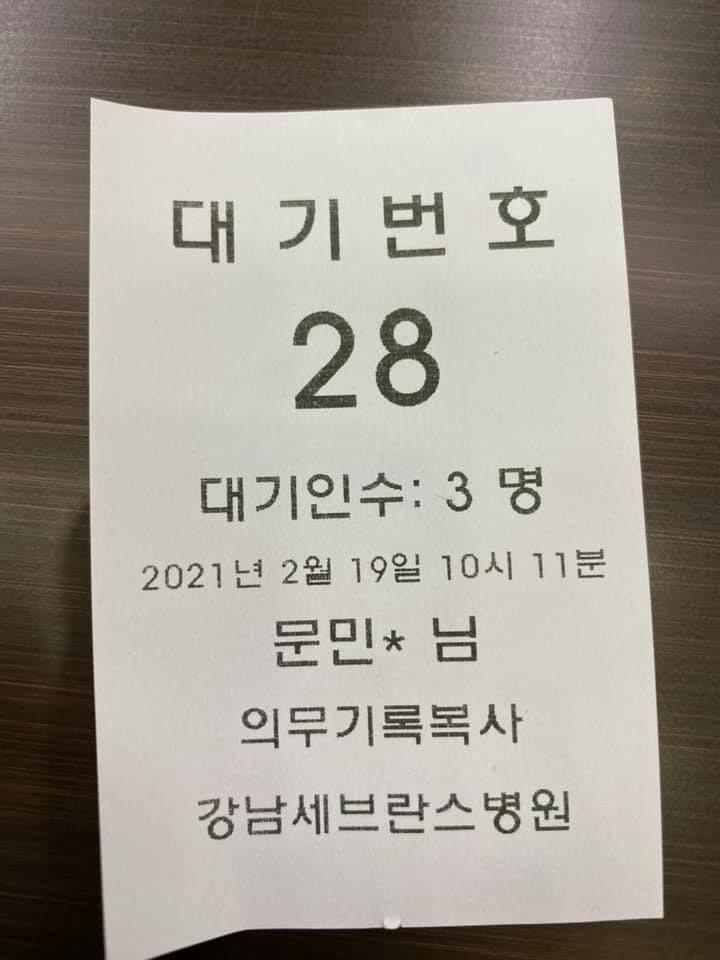 대기번호
28
대기인수: 3 명
2021년 2월 19일 10시 11분
문민* 님
의무기록복사
강남세브란스병원